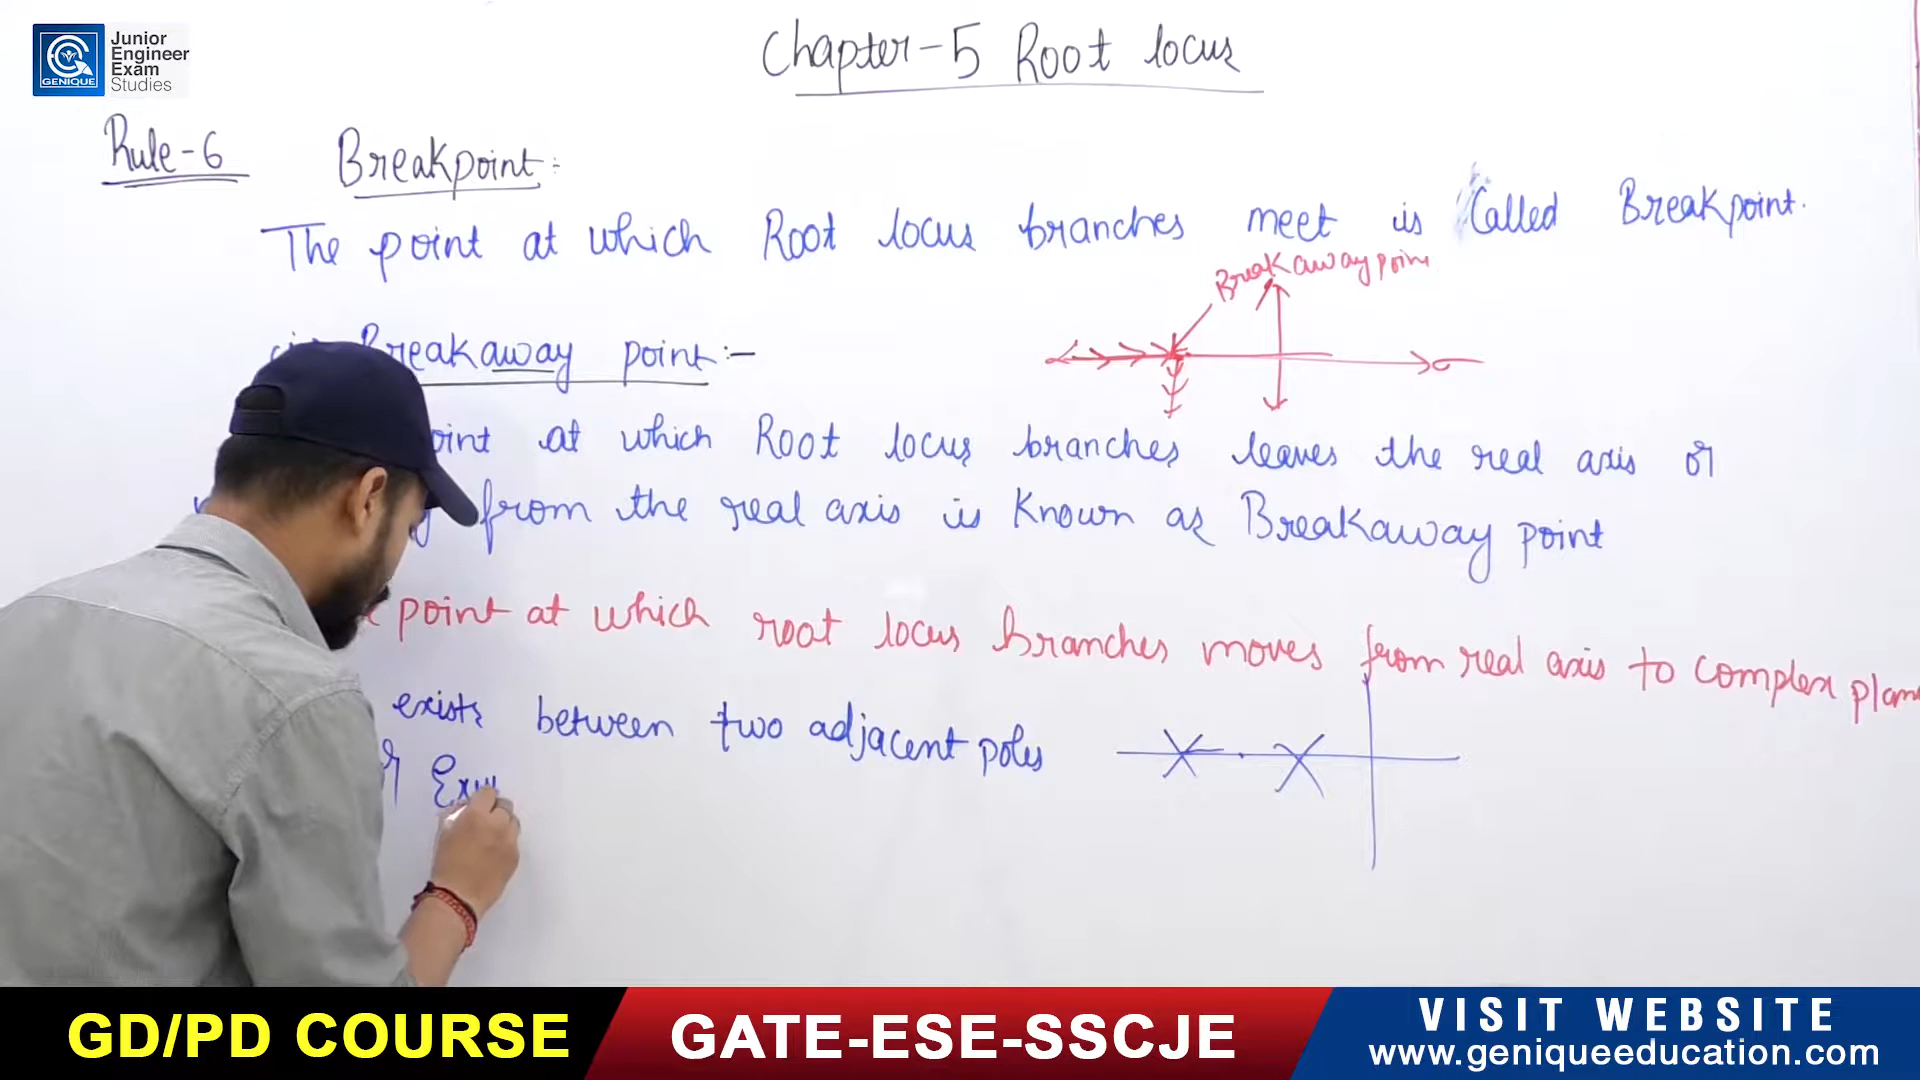 GENIQUE
Junior
Engineer
Exam
Studies
Chapter-5 Root locus
Rule-6 Breakpoint:-
The point at which Root locus branches meet is Called Breakpoint.
Breakaway point
Breakaway point:-
σ
point at which Root locus branches leaves the real axis or
from the real axis is Known as Breakaway point
point at which root locus branches moves from real axis to complex plan
exists between two adjacent poles
GD/PD COURSE
GATE-ESE-SSCJE
VISIT WEBSITE
www.geniqueeducation.com